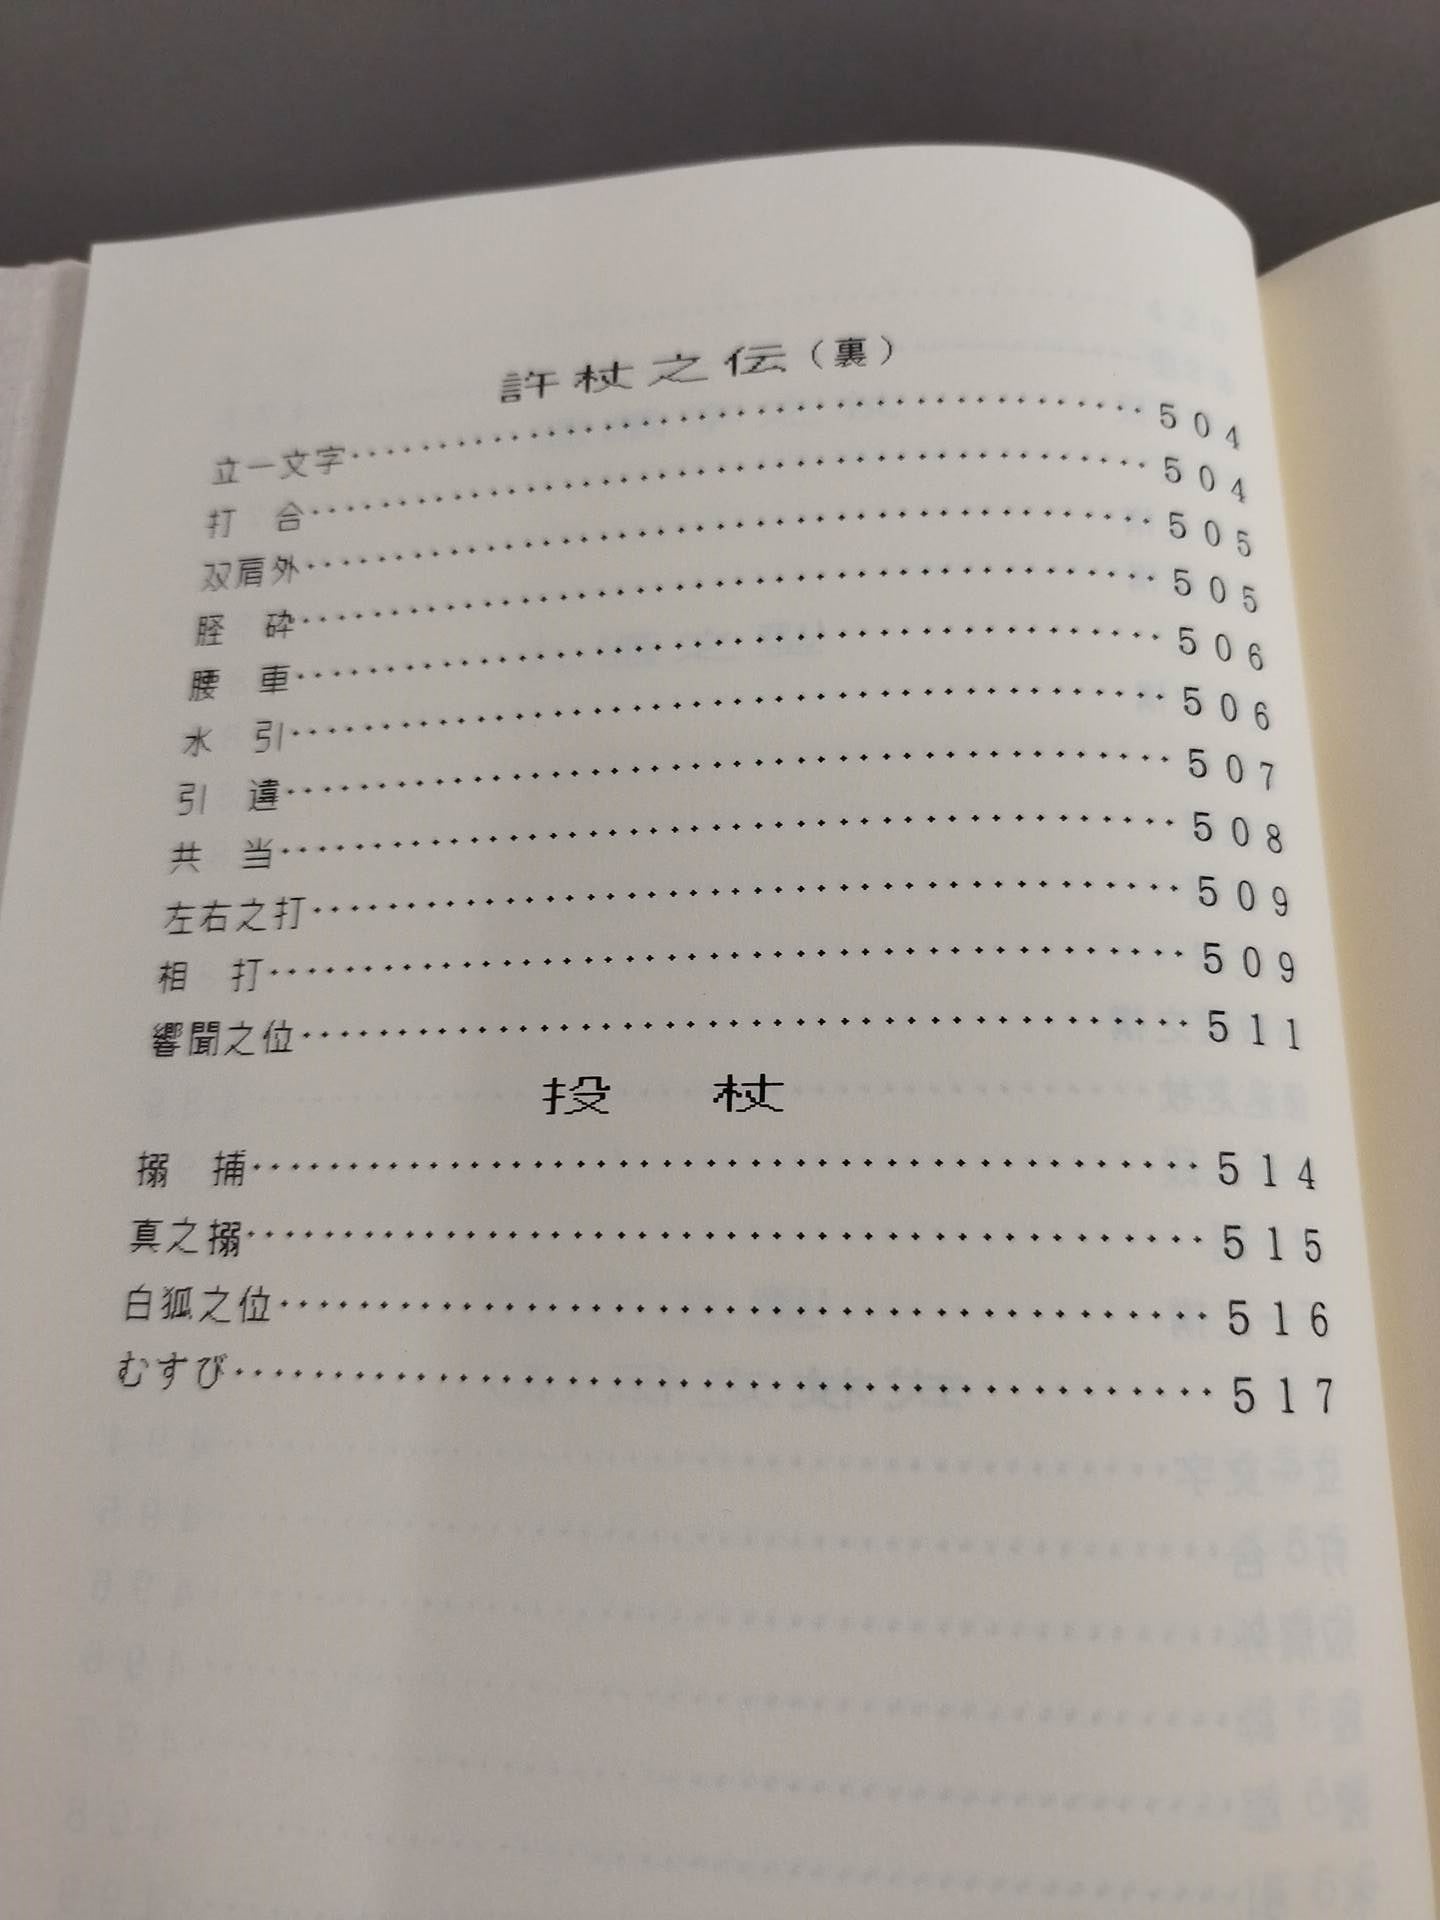 許杖之伝(裏)
立一文字 504
打 合 504
双肩外 505
脛 砕 505
腰 車 506
水 引 506
引 違 507
共 当 508
左右之打 509
相 打 509
響聞之位 511
投 杖
搦 捕 514
真之搦 515
白狐之位 516
むすび 517